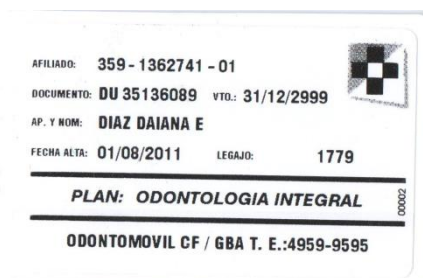 AFILIADO: 359-1362741-01
DOCUMENTO: DU 35136089 VTO.: 31/12/2999
AP. Y NOM: DIAZ DAIANA E
FECHA ALTA: 01/08/2011 LEGAJO: 1779
PLAN: ODONTOLOGIA INTEGRAL
00002
ODONTOMOVIL CF / GBA T. E.:4959-9595